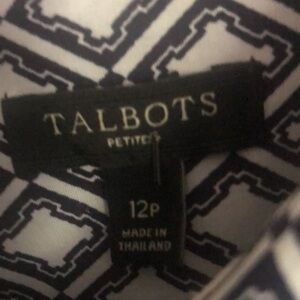 TALBOTS
PETITES
12P
MADE IN
THAILAND